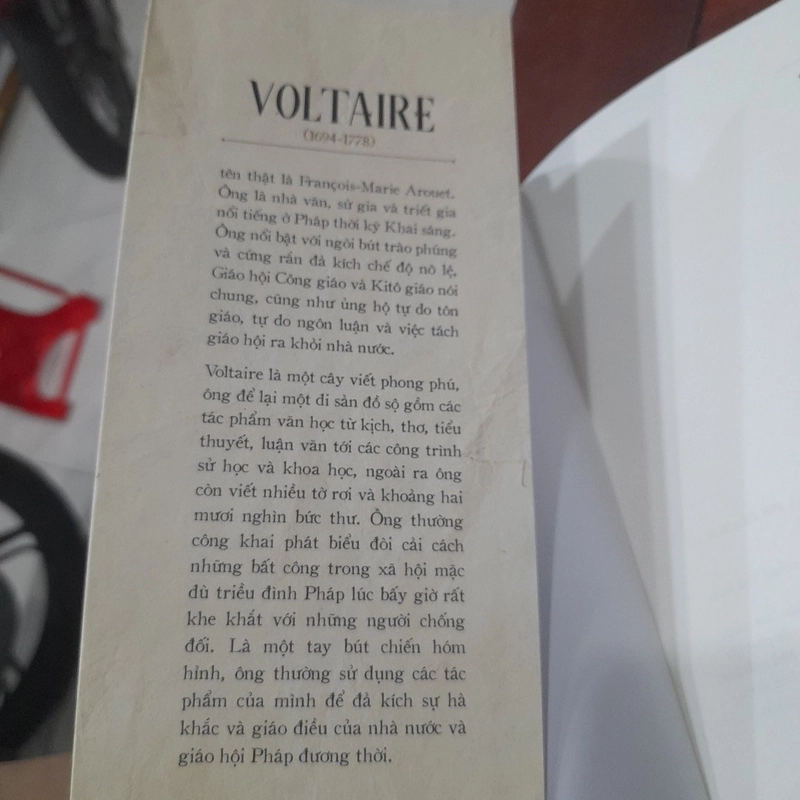 VOLTAIRE
(1694-1778)
tên thật là François-Marie Arouet.
Ông là nhà văn, sử gia và triết gia
nổi tiếng ở Pháp thời kỳ Khai sáng.
Ông nổi bật với ngòi bút trào phúng
và cứng rắn đả kích chế độ nô lệ,
Giáo hội Công giáo và Kitô giáo nói
chung, cũng như ủng hộ tự do tôn
giáo, tự do ngôn luận và việc tách
giáo hội ra khỏi nhà nước.
Voltaire là một cây viết phong phú,
ông để lại một di sản đồ sộ gồm các
tác phẩm văn học từ kịch, thơ, tiểu
thuyết, luận văn tới các công trình
sử học và khoa học, ngoài ra ông
còn viết nhiều tờ rơi và khoảng hai
mươi nghìn bức thư. Ông thường
công khai phát biểu đòi cải cách
những bất công trong xã hội mặc
dù triều đình Pháp lúc bấy giờ rất
khe khắt với những người chống
đối. Là một tay bút chiến hóm
hỉnh, ông thường sử dụng các tác
phẩm của mình để đả kích sự hà
khắc và giáo điều của nhà nước và
giáo hội Pháp đương thời.